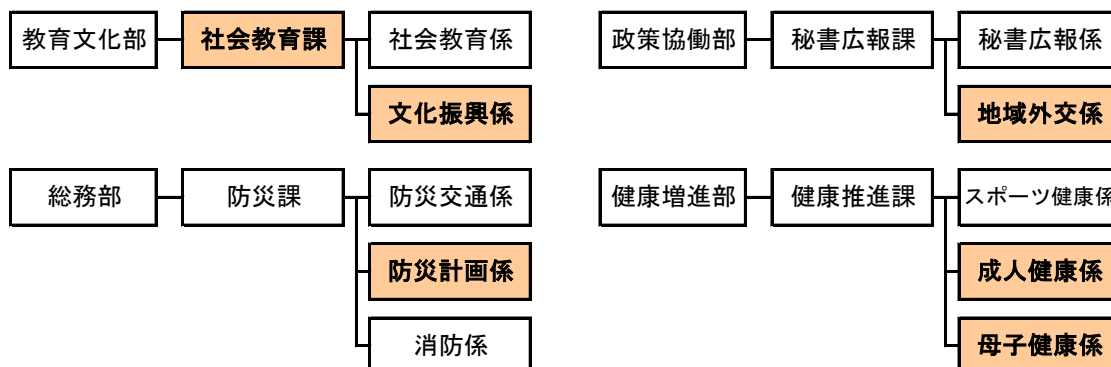 教育文化部 社会教育課 社会教育係
文化振興係
政策協働部 秘書広報課 秘書広報係
地域外交係
総務部 防災課 防災交通係
防災計画係
消防係
健康増進部 健康推進課 スポーツ健康係
成人健康係
母子健康係